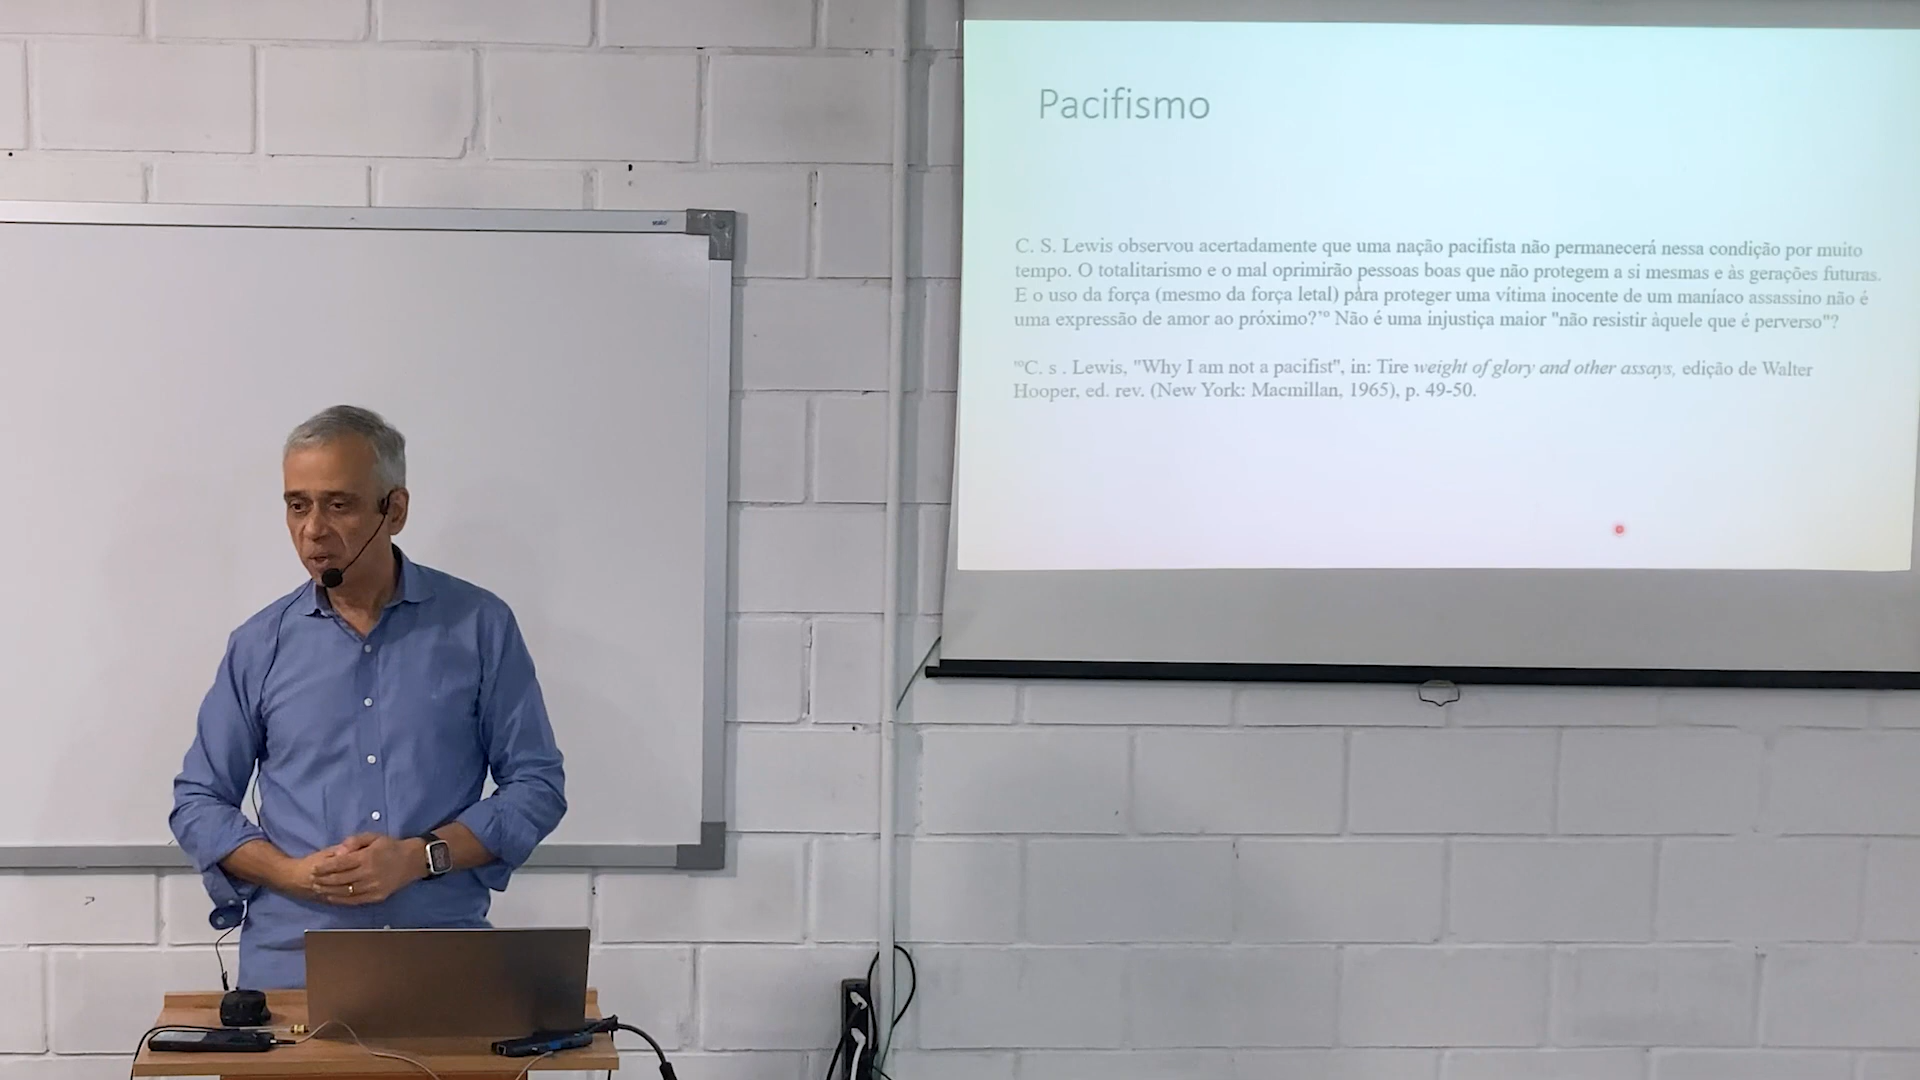 Pacifismo
C. S. Lewis observou acertadamente que uma nação pacifista não permanecerá nessa condição por muito
tempo. O totalitarismo e o mal oprimirão pessoas boas que não protegem a si mesmas e às gerações futuras.
E o uso da força (mesmo da força letal) para proteger uma vítima inocente de um maníaco assassino não é
uma expressão de amor ao próximo?"º Não é uma injustiça maior "não resistir àquele que é perverso"?
"ºC. s . Lewis, "Why I am not a pacifist", in: Tire weight of glory and other assays, edição de Walter
Hooper, ed. rev. (New York: Macmillan, 1965), p. 49-50.